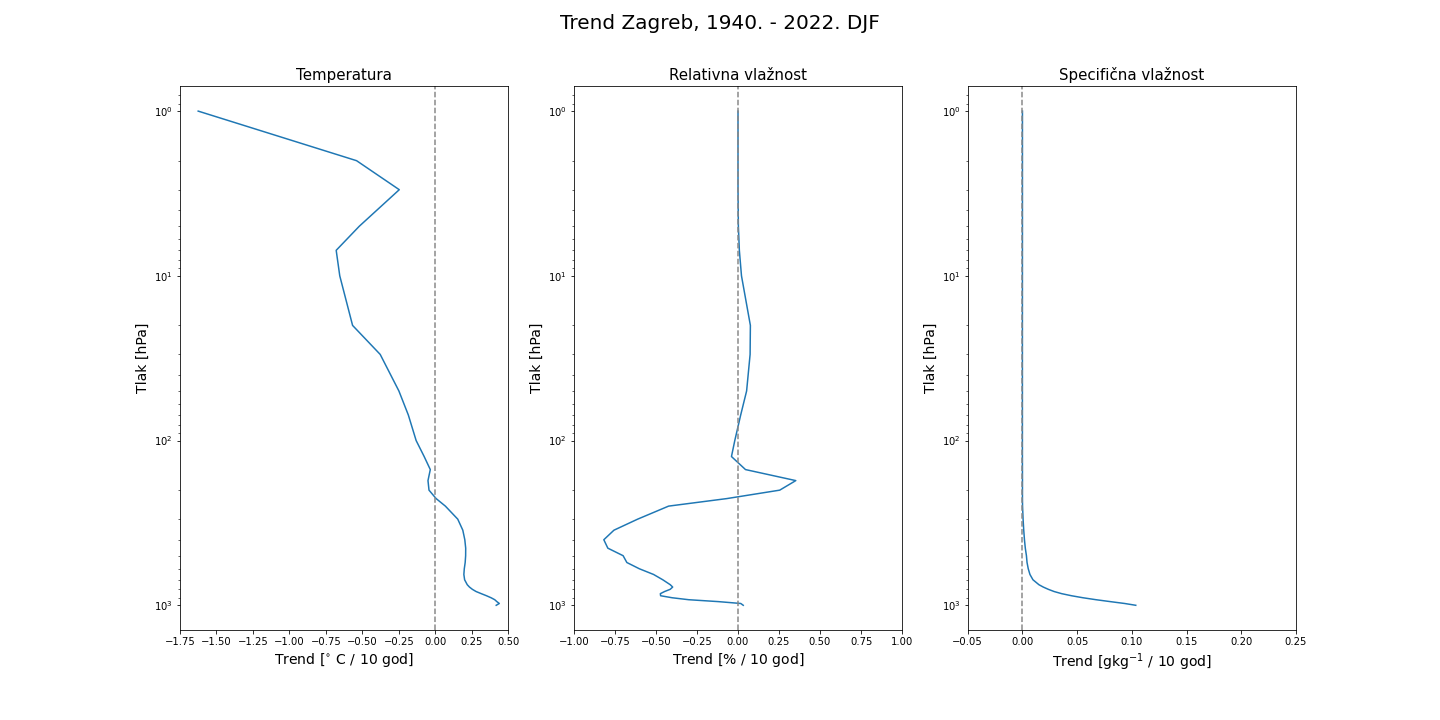 Trend Zagreb, 1940. - 2022. DJF
Temperatura
10⁰
10¹
10²
10³
Tlak [hPa]
−1.75 −1.50 −1.25 −1.00 −0.75 −0.50 −0.25 0.00 0.25 0.50
Trend [° C / 10 god]
Relativna vlažnost
10⁰
10¹
10²
10³
Tlak [hPa]
−1.00 −0.75 −0.50 −0.25 0.00 0.25 0.50 0.75 1.00
Trend [% / 10 god]
Specifična vlažnost
10⁰
10¹
10²
10³
Tlak [hPa]
−0.05 0.00 0.05 0.10 0.15 0.20 0.25
Trend [gkg⁻¹ / 10 god]